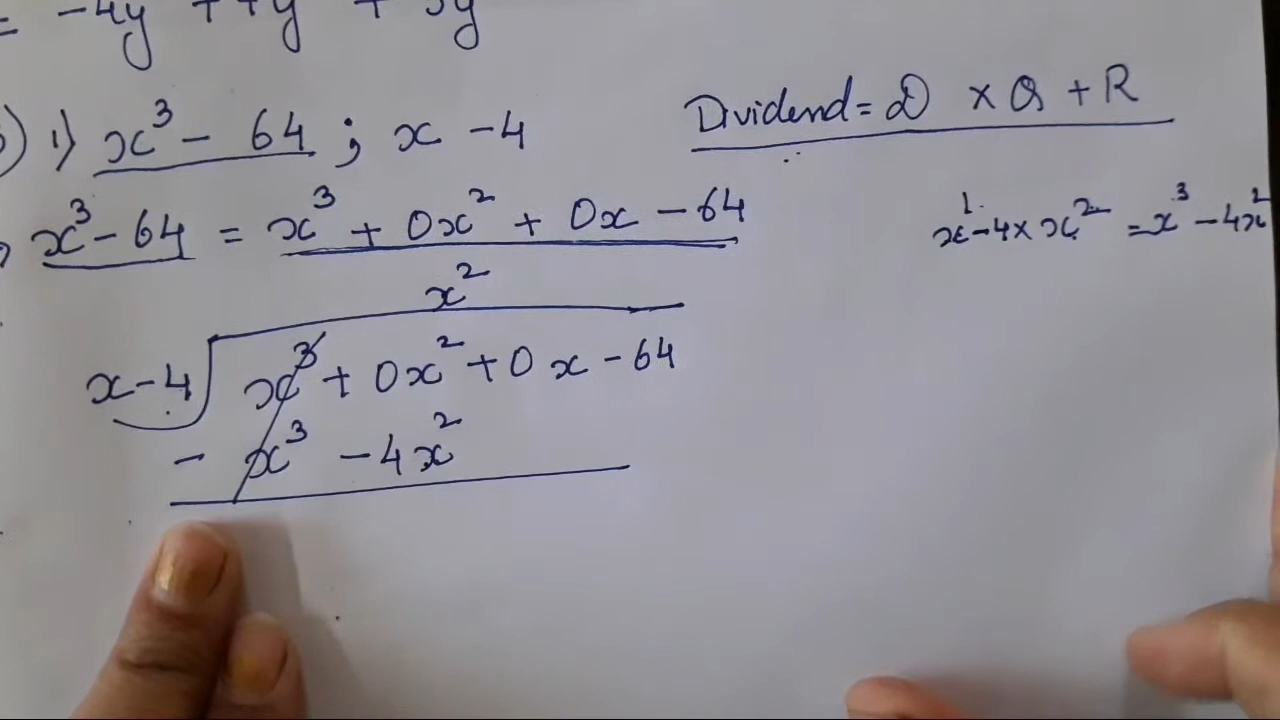 = -4y + +y + 5y
) 1) x³ - 64 ; x - 4
Dividend = D × Q + R
x³ - 64 = x³ + 0x² + 0x - 64
x¹ - 4 × x² = x³ - 4x²
x²
x - 4 x³ + 0x² + 0x - 64
- x³ - 4x²